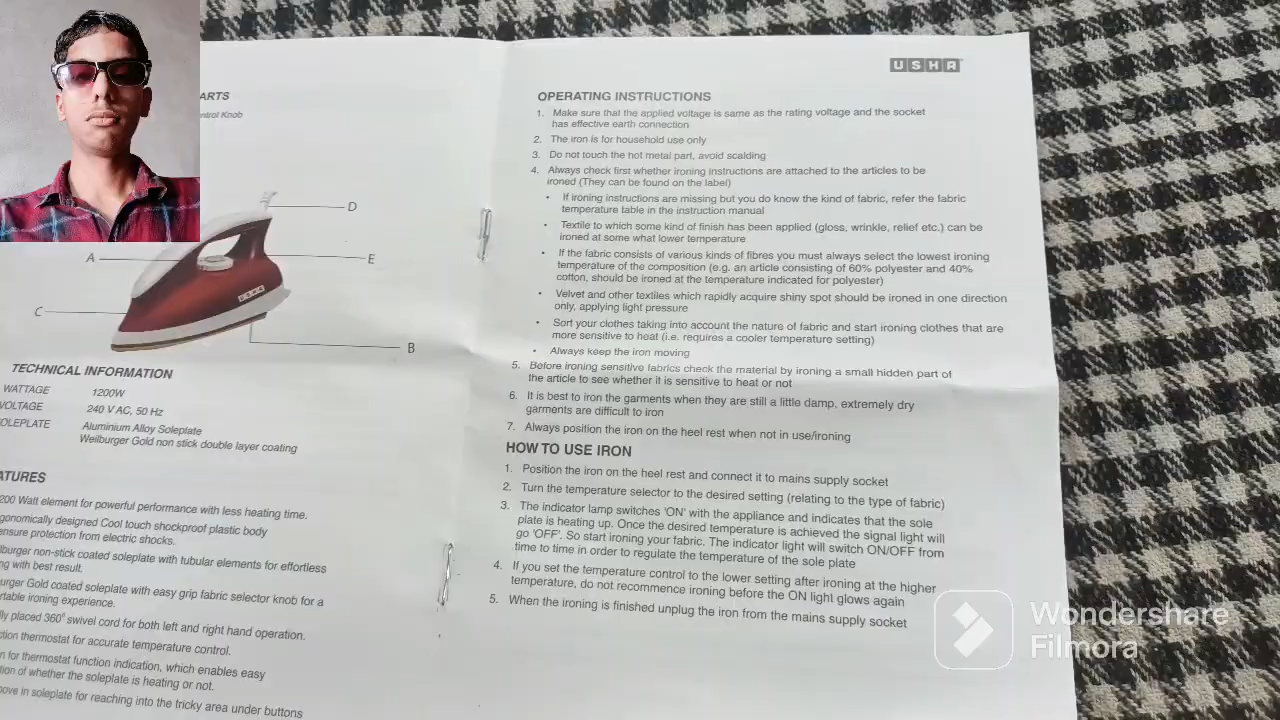 ARTS
ntrol Knob
D
A
E
C
B
USHA
TECHNICAL INFORMATION
WATTAGE 1200W
VOLTAGE 240 V AC, 50 Hz
OLEPLATE Aluminium Alloy Soleplate
Weilburger Gold non stick double layer coating
ATURES
200 Watt element for powerful performance with less heating time.
gonomically designed Cool touch shockproof plastic body
ensure protection from electric shocks.
lburger non-stick coated soleplate with tubular elements for effortless
ng with best result.
urger Gold coated soleplate with easy grip fabric selector knob for a
rtable ironing experience.
lly placed 360° swivel cord for both left and right hand operation.
ction thermostat for accurate temperature control.
n for thermostat function indication, which enables easy
tion of whether the soleplate is heating or not.
oove in soleplate for reaching into the tricky area under buttons
USHA
OPERATING INSTRUCTIONS
1. Make sure that the applied voltage is same as the rating voltage and the socket
has effective earth connection
2. The iron is for household use only
3. Do not touch the hot metal part, avoid scalding
4. Always check first whether ironing instructions are attached to the articles to be
ironed (They can be found on the label)
• If ironing instructions are missing but you do know the kind of fabric, refer the fabric
temperature table in the instruction manual
• Textile to which some kind of finish has been applied (gloss, wrinkle, relief etc.) can be
ironed at some what lower temperature
• If the fabric consists of various kinds of fibres you must always select the lowest ironing
temperature of the composition (e.g. an article consisting of 60% polyester and 40%
cotton, should be ironed at the temperature indicated for polyester)
• Velvet and other textiles which rapidly acquire shiny spot should be ironed in one direction
only, applying light pressure
• Sort your clothes taking into account the nature of fabric and start ironing clothes that are
more sensitive to heat (i.e. requires a cooler temperature setting)
• Always keep the iron moving
5. Before ironing sensitive fabrics check the material by ironing a small hidden part of
the article to see whether it is sensitive to heat or not
6. It is best to iron the garments when they are still a little damp, extremely dry
garments are difficult to iron
7. Always position the iron on the heel rest when not in use/ironing
HOW TO USE IRON
1. Position the iron on the heel rest and connect it to mains supply socket
2. Turn the temperature selector to the desired setting (relating to the type of fabric)
3. The indicator lamp switches 'ON' with the appliance and indicates that the sole
plate is heating up. Once the desired temperature is achieved the signal light will
go 'OFF'. So start ironing your fabric. The indicator light will switch ON/OFF from
time to time in order to regulate the temperature of the sole plate
4. If you set the temperature control to the lower setting after ironing at the higher
temperature, do not recommence ironing before the ON light glows again
5. When the ironing is finished unplug the iron from the mains supply socket
Wondershare
Filmora